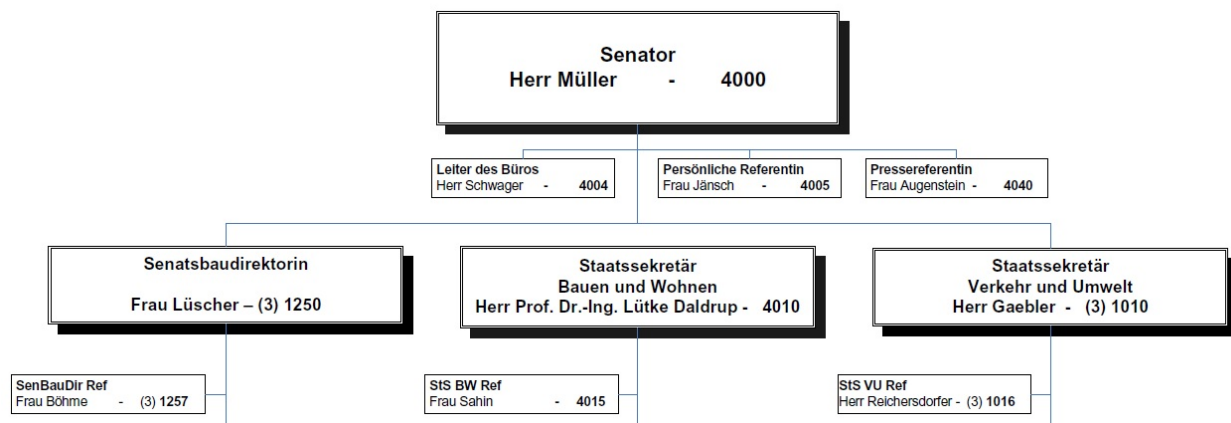 Senator
Herr Müller - 4000
Leiter des Büros
Herr Schwager - 4004
Persönliche Referentin
Frau Jänsch - 4005
Pressereferentin
Frau Augenstein - 4040
Senatsbaudirektorin
Frau Lüscher – (3) 1250
Staatssekretär
Bauen und Wohnen
Herr Prof. Dr.-Ing. Lütke Daldrup - 4010
Staatssekretär
Verkehr und Umwelt
Herr Gaebler - (3) 1010
SenBauDir Ref
Frau Böhme - (3) 1257
StS BW Ref
Frau Sahin - 4015
StS VU Ref
Herr Reichersdorfer - (3) 1016